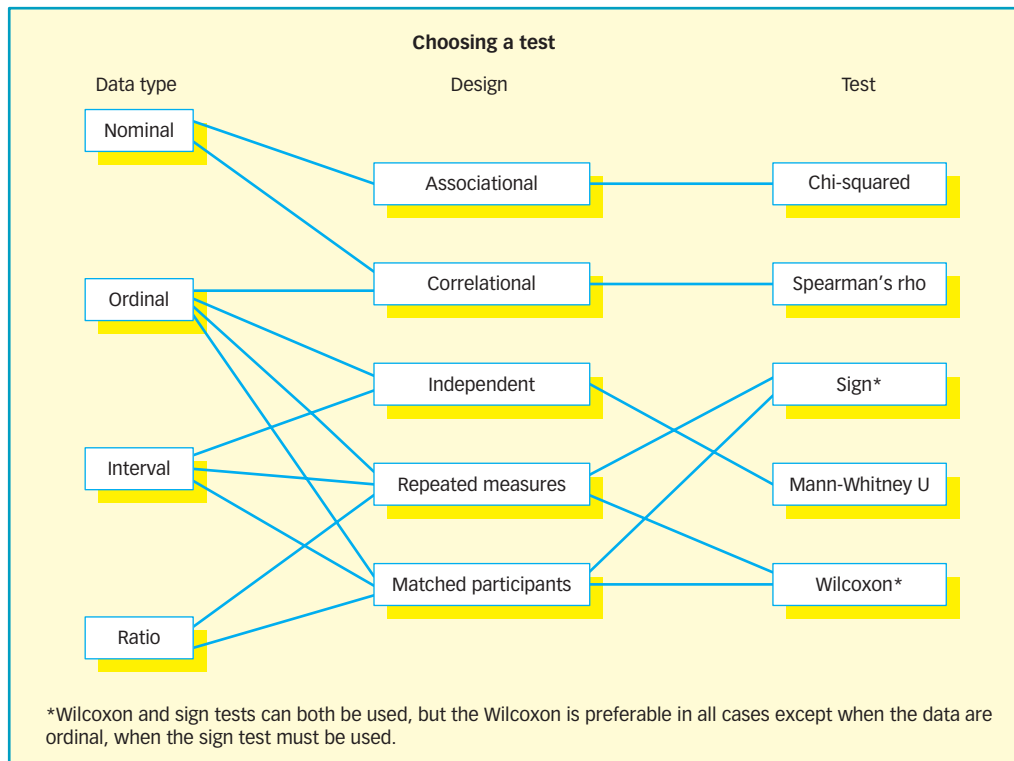 Choosing a test
Data type
Design
Test
Nominal
Associational
Chi-squared
Ordinal
Correlational
Spearman's rho
Independent
Sign*
Interval
Repeated measures
Mann-Whitney U
Matched participants
Wilcoxon*
Ratio
*Wilcoxon and sign tests can both be used, but the Wilcoxon is preferable in all cases except when the data are
ordinal, when the sign test must be used.